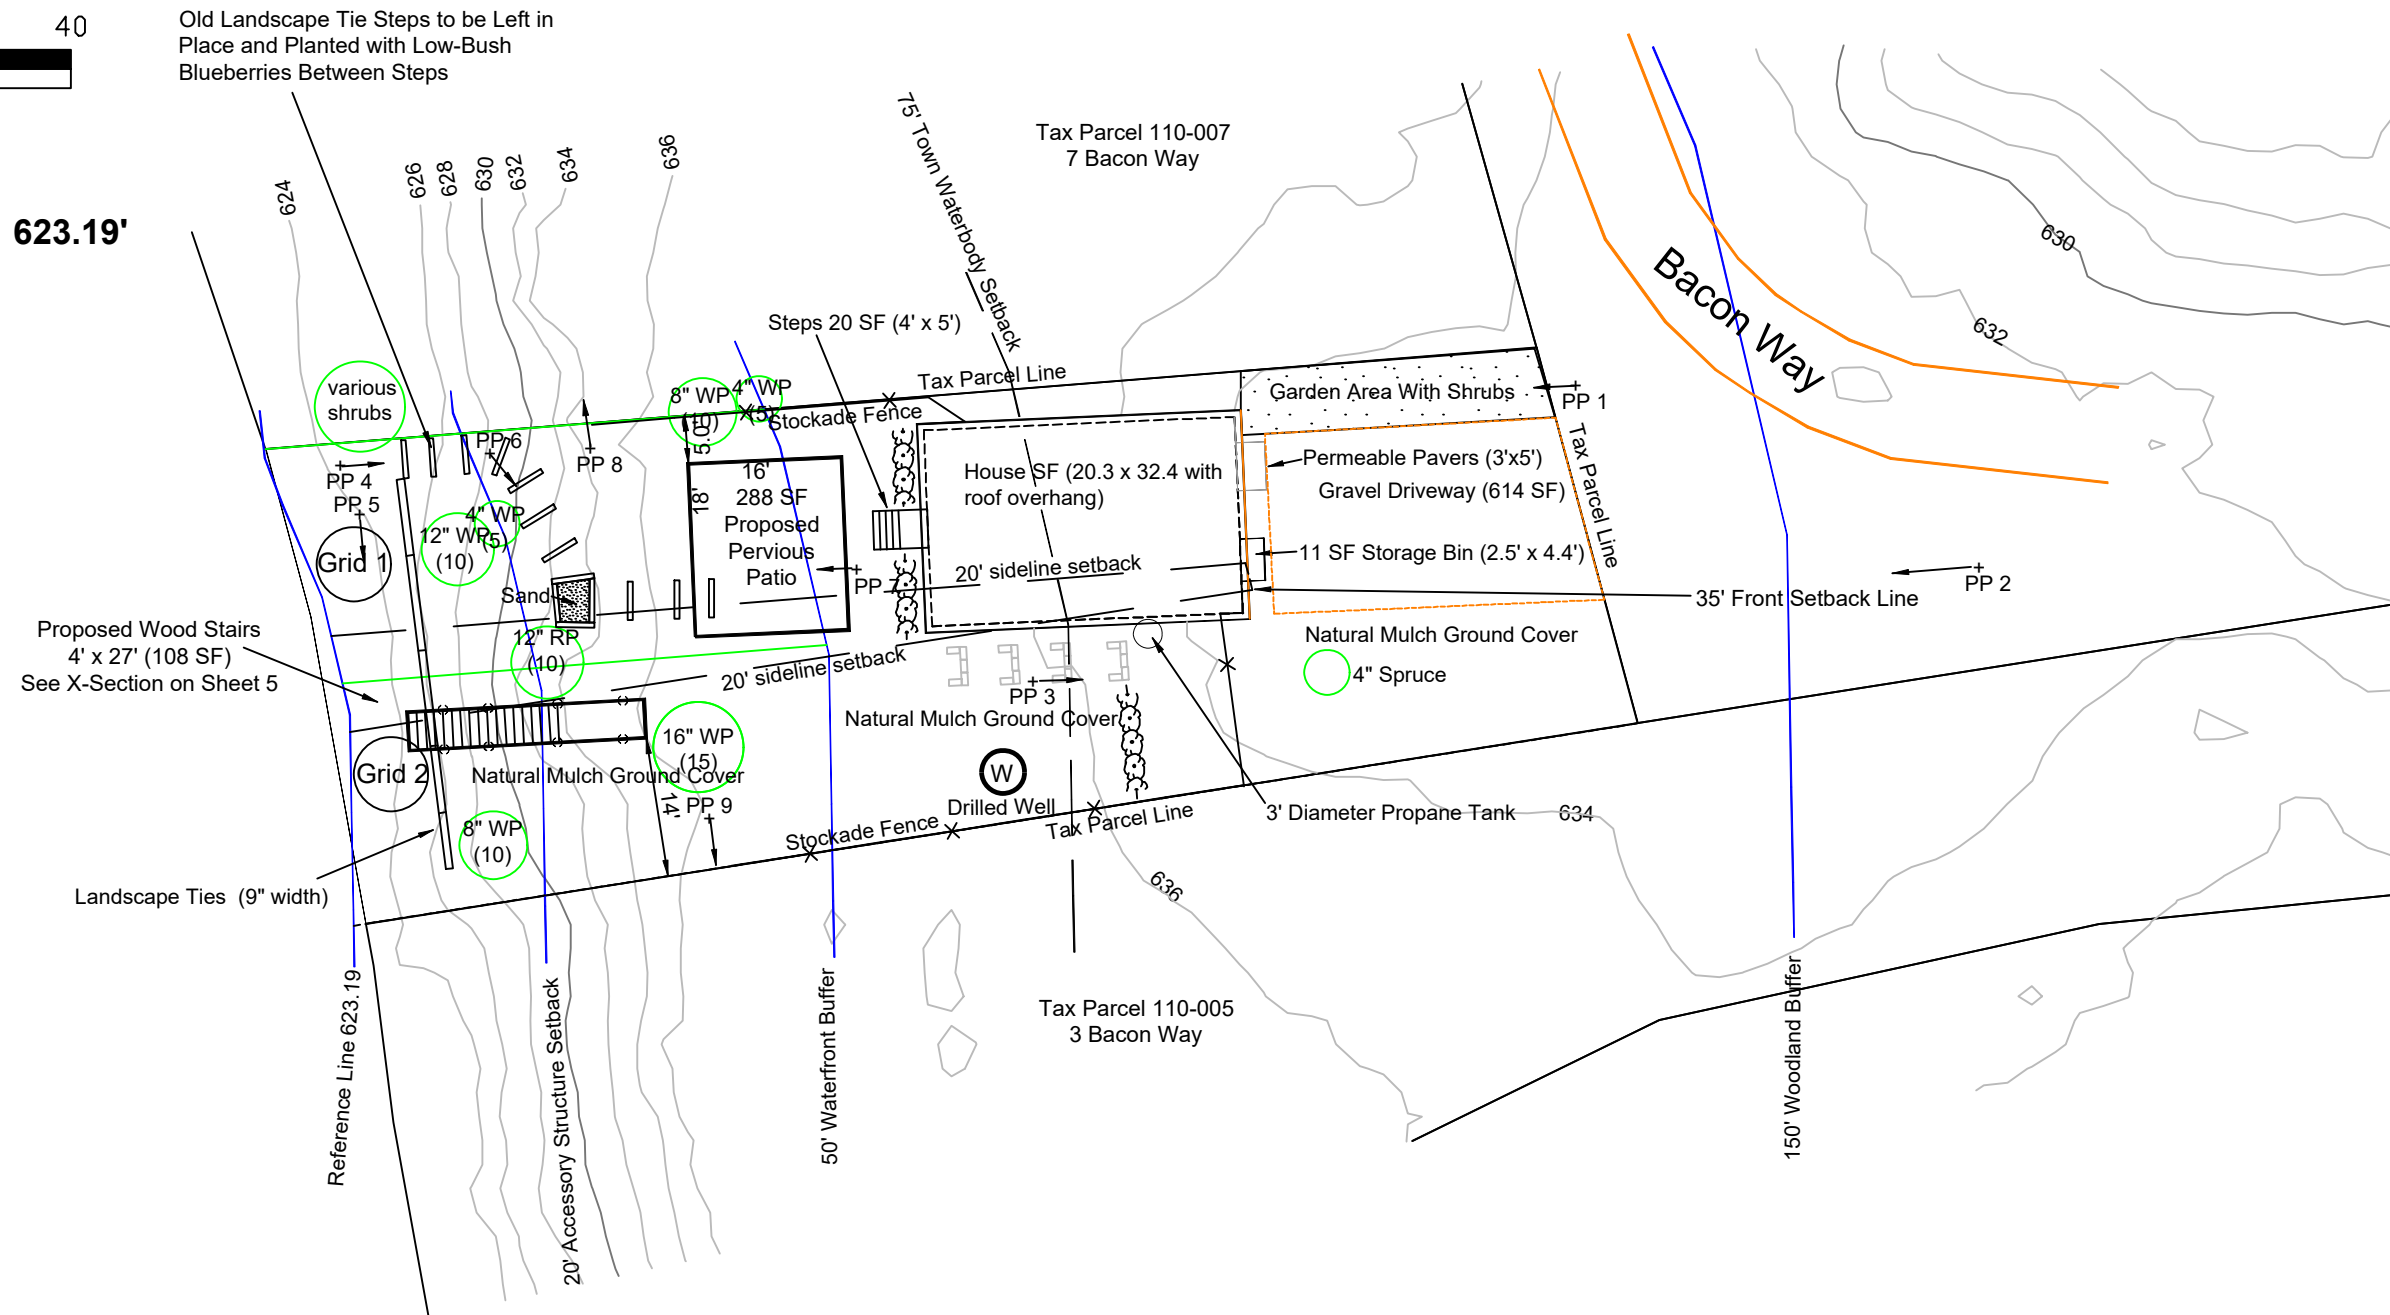 40
Old Landscape Tie Steps to be Left in
Place and Planted with Low-Bush
Blueberries Between Steps
623.19'
624
626
628
630
632
634
636
75' Town Waterbody Setback
Tax Parcel 110-007
7 Bacon Way
Bacon Way
630
632
Steps 20 SF (4' x 5')
Tax Parcel Line
Stockade Fence
various
shrubs
8" WP
(10)
4" WP
(5)
5.0'
Garden Area With Shrubs
PP 1
PP 4
PP 5
PP 6
PP 8
16'
18'
288 SF
Proposed
Pervious
Patio
PP 7
House SF (20.3 x 32.4 with
roof overhang)
Permeable Pavers (3'x5')
Gravel Driveway (614 SF)
Tax Parcel Line
11 SF Storage Bin (2.5' x 4.4')
20' sideline setback
35' Front Setback Line
PP 2
4" WP
(5)
12" WP
(10)
Grid 1
Sand
12" RP
(10)
Proposed Wood Stairs
4' x 27' (108 SF)
See X-Section on Sheet 5
20' sideline setback
PP 3
Natural Mulch Ground Cover
Natural Mulch Ground Cover
4" Spruce
16" WP
(15)
Grid 2
Natural Mulch Ground Cover
14'
PP 9
W
Drilled Well
Stockade Fence
Tax Parcel Line
3' Diameter Propane Tank
634
8" WP
(10)
Landscape Ties (9" width)
636
Tax Parcel 110-005
3 Bacon Way
Reference Line 623.19
20' Accessory Structure Setback
50' Waterfront Buffer
150' Woodland Buffer